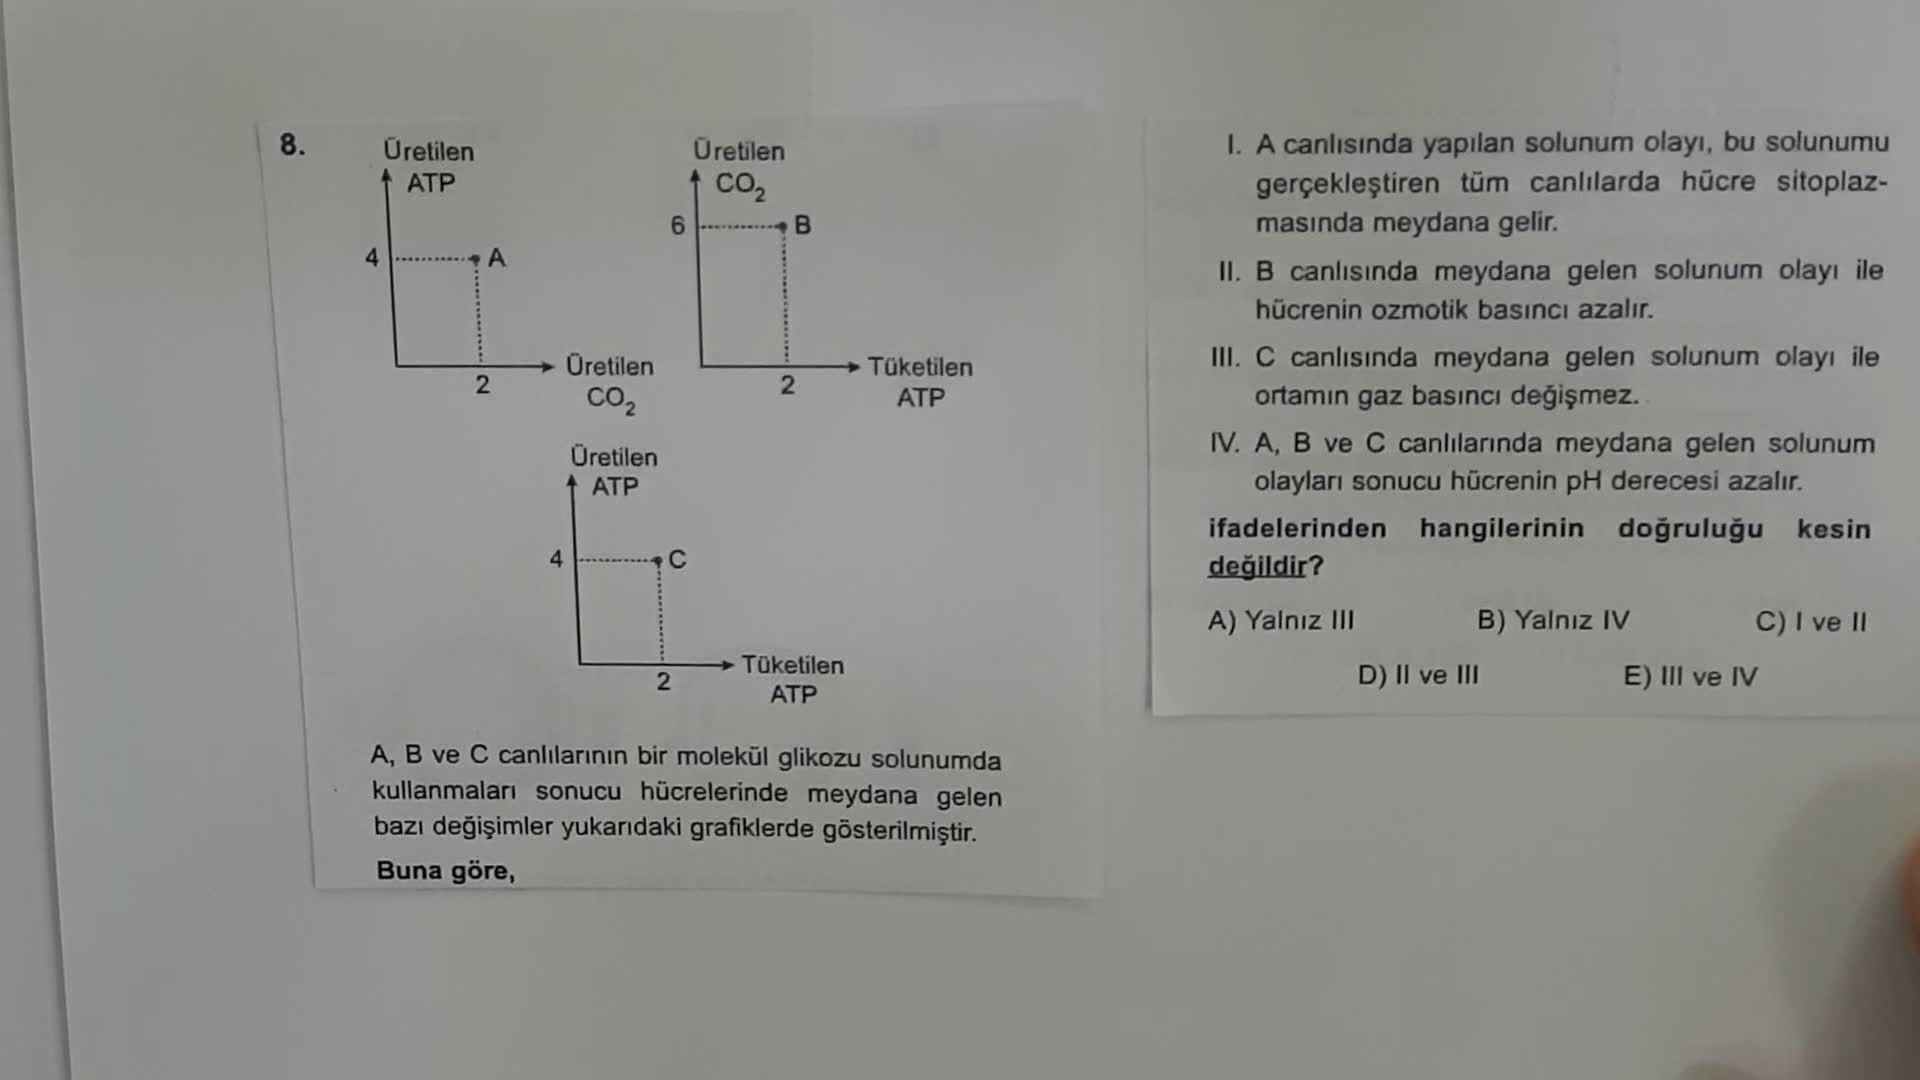 8.
Üretilen
ATP
4
A
2
Üretilen
CO2
Üretilen
CO2
6
B
2
Tüketilen
ATP
Üretilen
ATP
4
C
2
Tüketilen
ATP
A, B ve C canlılarının bir molekül glikozu solunumda
kullanmaları sonucu hücrelerinde meydana gelen
bazı değişimler yukarıdaki grafiklerde gösterilmiştir.
Buna göre,
I. A canlısında yapılan solunum olayı, bu solunumu
gerçekleştiren tüm canlılarda hücre sitoplaz-
masında meydana gelir.
II. B canlısında meydana gelen solunum olayı ile
hücrenin ozmotik basıncı azalır.
III. C canlısında meydana gelen solunum olayı ile
ortamın gaz basıncı değişmez.
IV. A, B ve C canlılarında meydana gelen solunum
olayları sonucu hücrenin pH derecesi azalır.
ifadelerinden hangilerinin doğruluğu kesin
değildir?
A) Yalnız III B) Yalnız IV C) I ve II
D) II ve III E) III ve IV